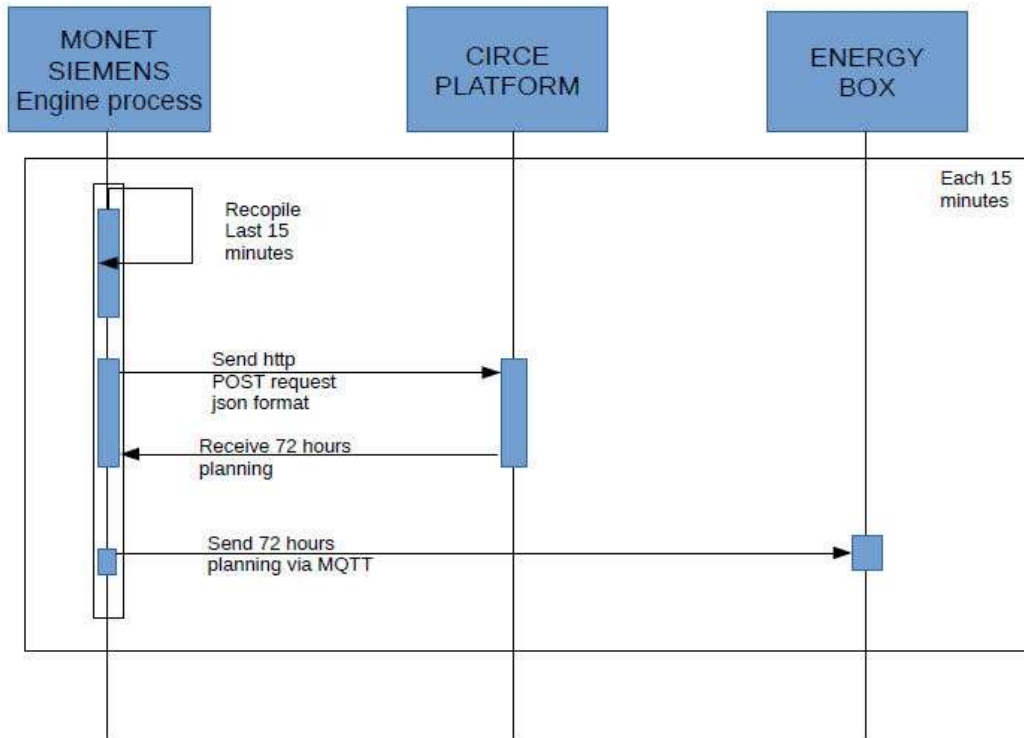 MONET
SIEMENS
Engine process
CIRCE
PLATFORM
ENERGY
BOX
Each 15
minutes
Recopile
Last 15
minutes
Send http
POST request
json format
Receive 72 hours
planning
Send 72 hours
planning via MQTT